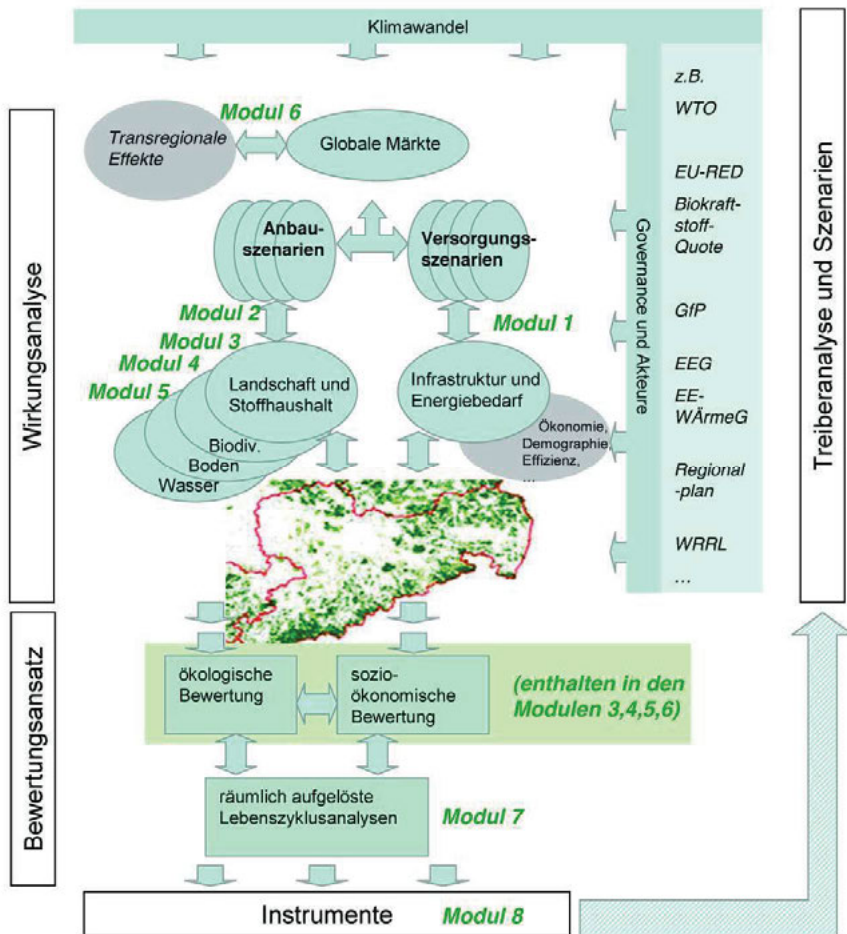 Klimawandel
Wirkungsanalyse
Modul 6
Transregionale
Effekte
Globale Märkte
Anbau-
szenarien
Versorgungs-
szenarien
Modul 2
Modul 3
Modul 4
Modul 5
Modul 1
Landschaft und
Stoffhaushalt
Biodiv.
Boden
Wasser
Infrastruktur und
Energiebedarf
Ökonomie,
Demographie,
Effizienz,
...
Governance und Akteure
z.B.
WTO
EU-RED
Biokraft-
stoff-
Quote
GfP
EEG
EE-
WÄrmeG
Regional
-plan
WRRL
...
Treiberanalyse und Szenarien
Bewertungsansatz
ökologische
Bewertung
sozio-
ökonomische
Bewertung
(enthalten in den
Modulen 3,4,5,6)
räumlich aufgelöste
Lebenszyklusanalysen
Modul 7
Instrumente Modul 8